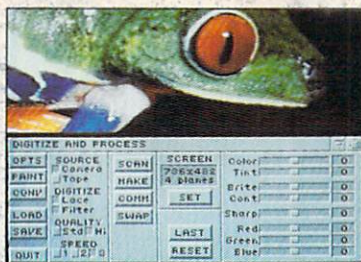 DIGITIZE AND PROCESS
OPTS
PAINT
CONV
LOAD
SAVE
QUIT
SOURCE
Camera
Tape
DIGITIZE
Lace
Filter
QUALITY
Std Hi
SPEED
1 2
SCAN
MAKE
COMM
SWAP
SCREEN
706x482
4 planes
SET
LAST
RESET
Color 0
Tint 0
Brite 0
Cont 0
Sharp 0
Red 0
Green 0
Blue 0